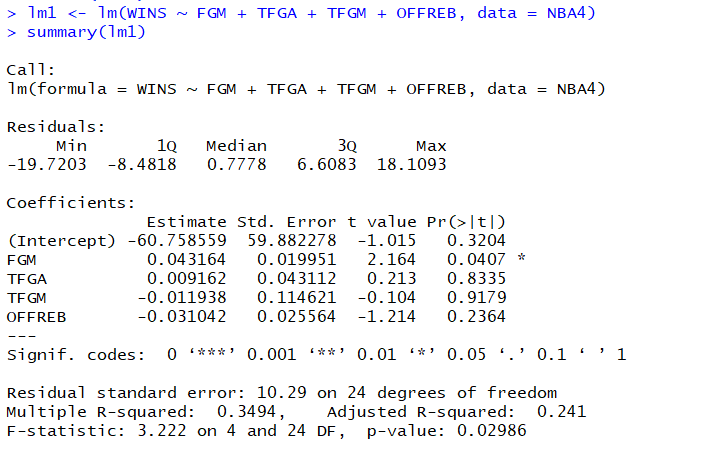 > lm1 <- lm(WINS ~ FGM + TFGA + TFGM + OFFREB, data = NBA4)
> summary(lm1)
Call:
lm(formula = WINS ~ FGM + TFGA + TFGM + OFFREB, data = NBA4)
Residuals:
     Min       1Q   Median       3Q      Max
-19.7203  -8.4818   0.7778   6.6083  18.1093
Coefficients:
              Estimate Std. Error t value Pr(>|t|)
(Intercept) -60.758559  59.882278  -1.015   0.3204
FGM           0.043164   0.019951   2.164   0.0407 *
TFGA          0.009162   0.043112   0.213   0.8335
TFGM         -0.011938   0.114621  -0.104   0.9179
OFFREB       -0.031042   0.025564  -1.214   0.2364
---
Signif. codes:  0 ‘***’ 0.001 ‘**’ 0.01 ‘*’ 0.05 ‘.’ 0.1 ‘ ’ 1
Residual standard error: 10.29 on 24 degrees of freedom
Multiple R-squared:  0.3494,    Adjusted R-squared:  0.241
F-statistic: 3.222 on 4 and 24 DF,  p-value: 0.02986